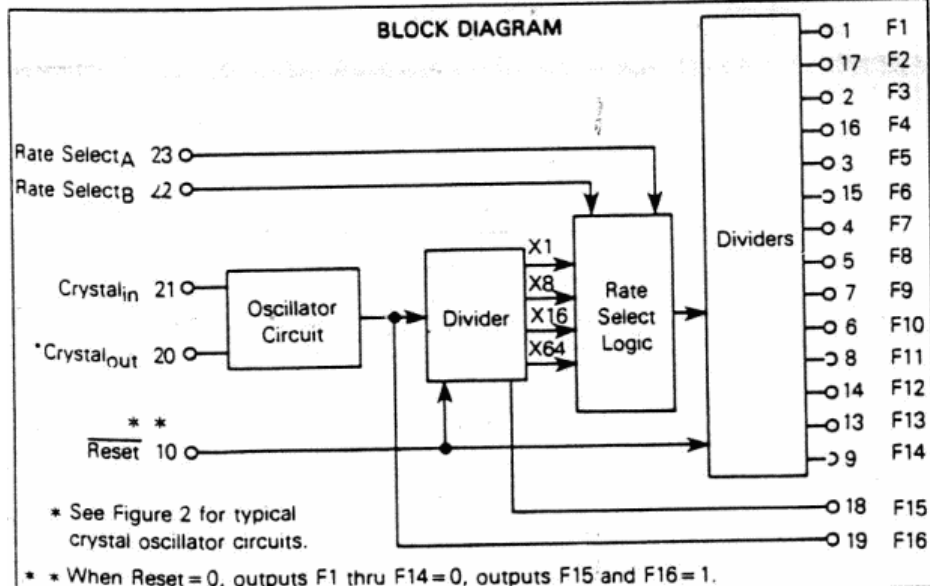 BLOCK DIAGRAM
1 F1
17 F2
2 F3
16 F4
Rate SelectA 23
3 F5
Rate SelectB 22
15 F6
4 F7
Dividers
5 F8
X1
Crystalin 21
X8
7 F9
Oscillator Circuit
Divider
X16
Rate Select Logic
6 F10
*Crystalout 20
X64
8 F11
14 F12
* *
13 F13
Reset 10
9 F14
* See Figure 2 for typical
18 F15
crystal oscillator circuits.
19 F16
* * When Reset=0, outputs F1 thru F14=0, outputs F15 and F16=1.